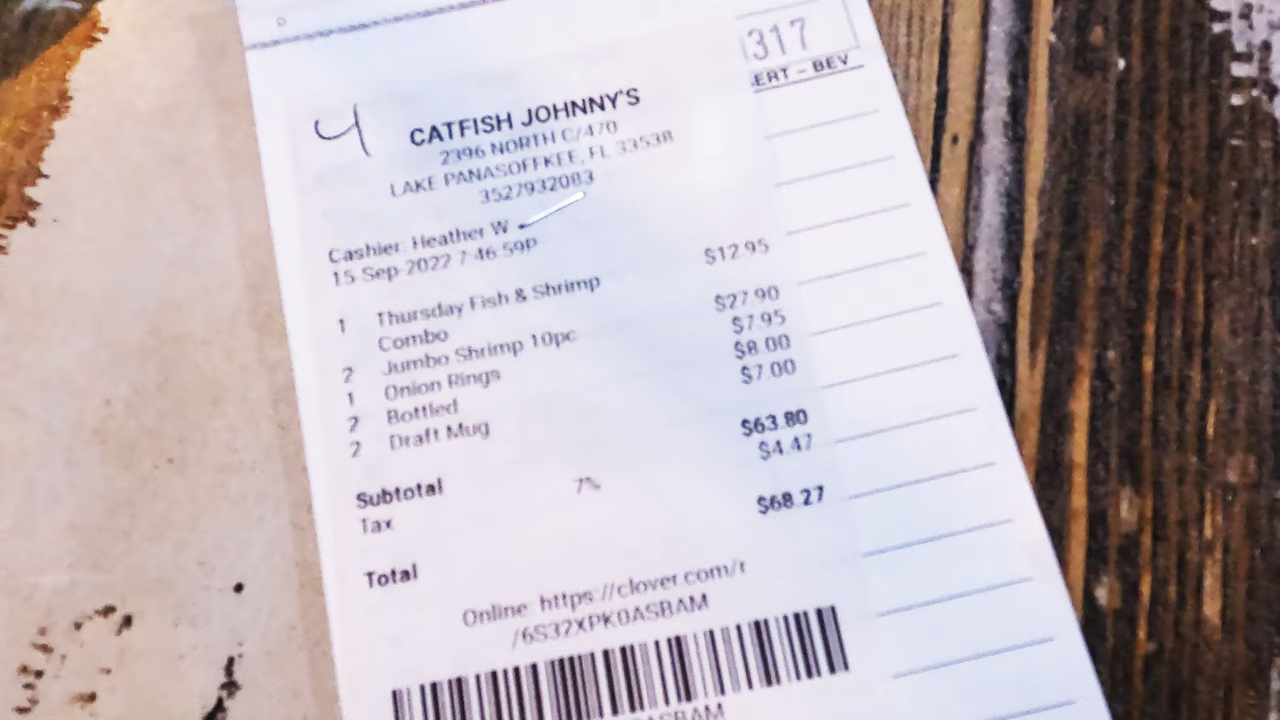 317
ERT - BEV
4
CATFISH JOHNNY'S
2396 NORTH C/470
LAKE PANASOFFKEE, FL 33538
3527932083
Cashier: Heather W
15-Sep-2022 7:46:59P
1 Thursday Fish & Shrimp Combo $12.95
2 Jumbo Shrimp 10pc $27.90
1 Onion Rings $7.95
2 Bottled $8.00
2 Draft Mug $7.00
Subtotal $63.80
Tax 7% $4.47
Total $68.27
Online: https://clover.com/r
/6S32XPK0ASBAM
ASBAM